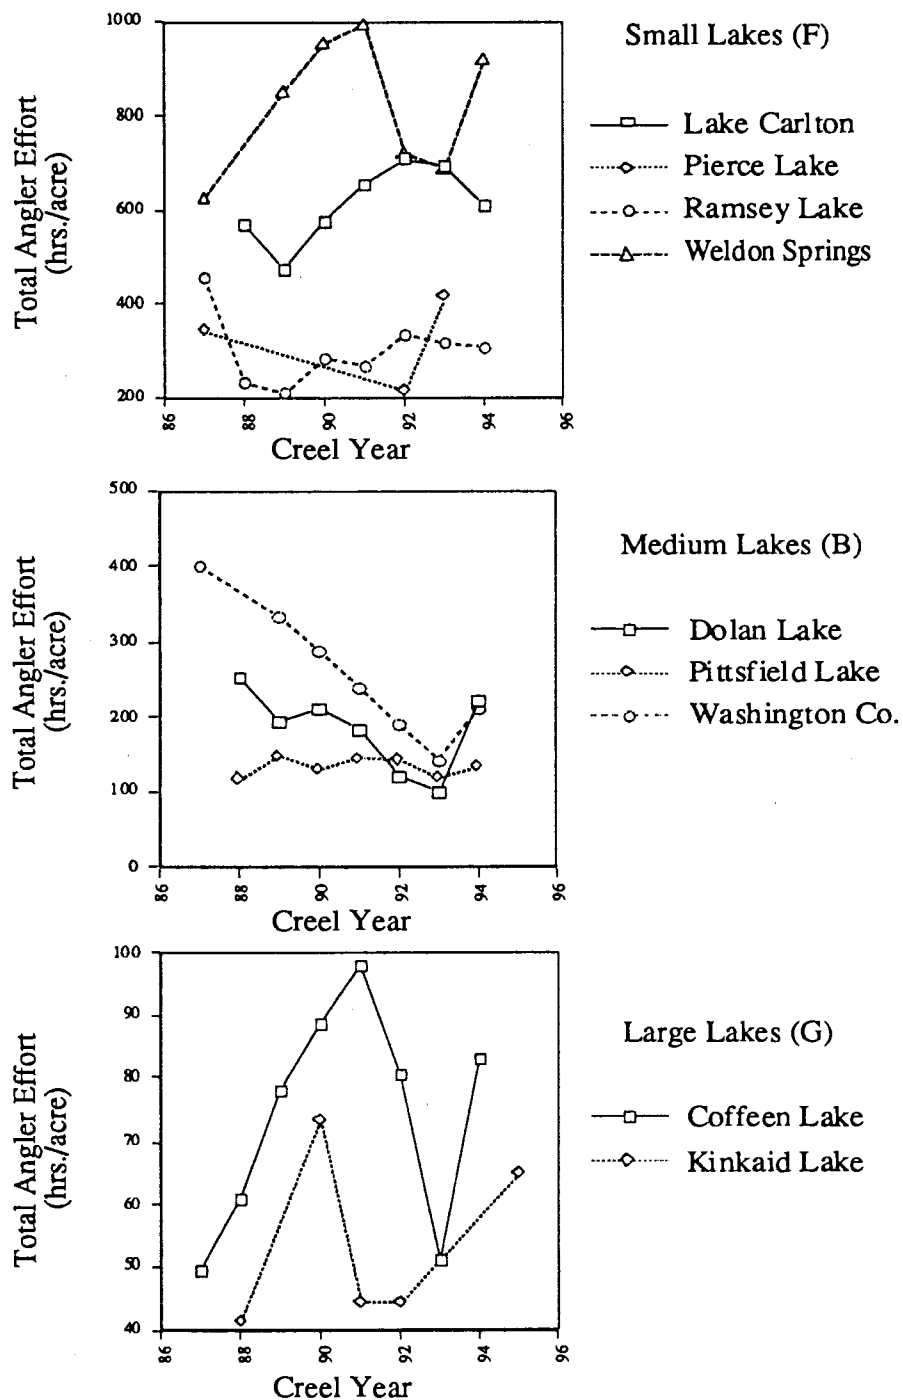 Small Lakes (F)
Total Angler Effort
(hrs./acre)
1000
800
600
400
200
86
88
90
92
94
96
Creel Year
Lake Carlton
Pierce Lake
Ramsey Lake
Weldon Springs
Medium Lakes (B)
Total Angler Effort
(hrs./acre)
500
400
300
200
100
0
86
88
90
92
94
96
Creel Year
Dolan Lake
Pittsfield Lake
Washington Co.
Large Lakes (G)
Total Angler Effort
(hrs./acre)
100
90
80
70
60
50
40
86
88
90
92
94
96
Creel Year
Coffeen Lake
Kinkaid Lake